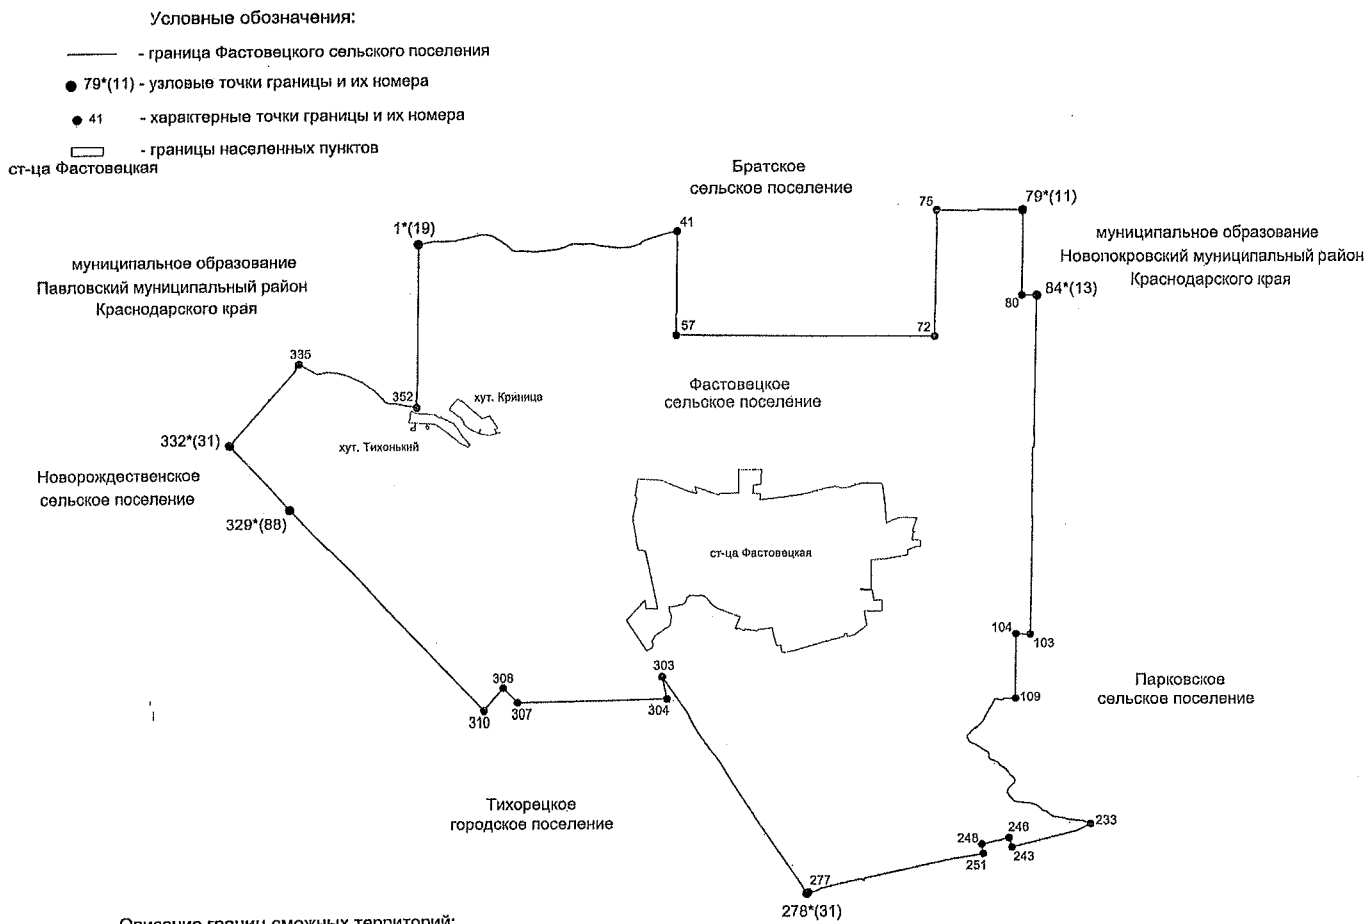 Условные обозначения:
- граница Фастовецкого сельского поселения
79*(11) - узловые точки границы и их номера
41 - характерные точки границы и их номера
- границы населенных пунктов
ст-ца Фастовецкая
Братское
сельское поселение
75
79*(11)
1*(19)
41
муниципальное образование
Новопокровский муниципальный район
Краснодарского края
муниципальное образование
Павловский муниципальный район
Краснодарского края
80
84*(13)
57
72
335
Фастовецкое
сельское поселение
352
хут. Криница
332*(31)
хут. Тихонький
Новорождественское
сельское поселение
329*(88)
ст-ца Фастовецкая
104
103
303
308
304
307
310
109
Парковское
сельское поселение
Тихорецкое
городское поселение
233
246
248
243
251
277
278*(31)
Описание границ смежных территорий: